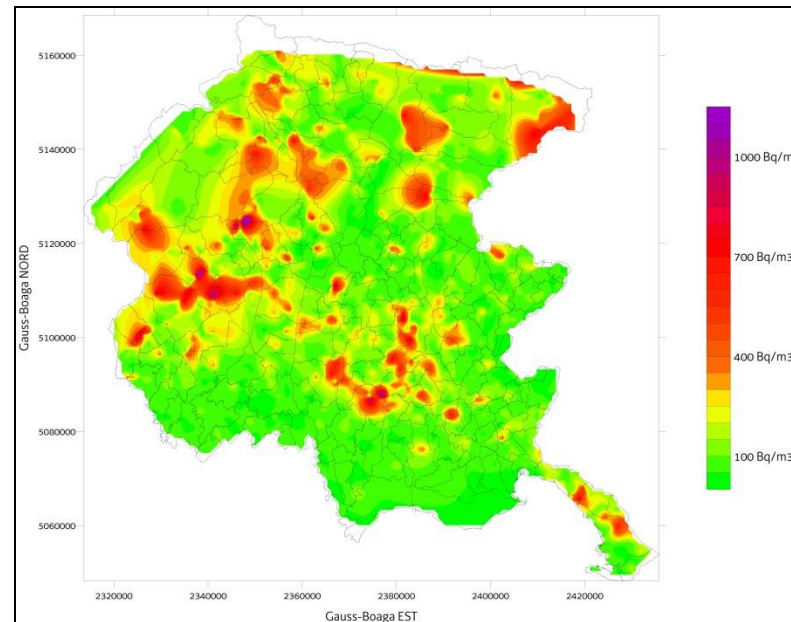 5160000
5140000
5120000
5100000
5080000
5060000
Gauss-Boaga NORD
2320000
2340000
2360000
2380000
2400000
2420000
Gauss-Boaga EST
1000 Bq/m
700 Bq/m3
400 Bq/m3
100 Bq/m3